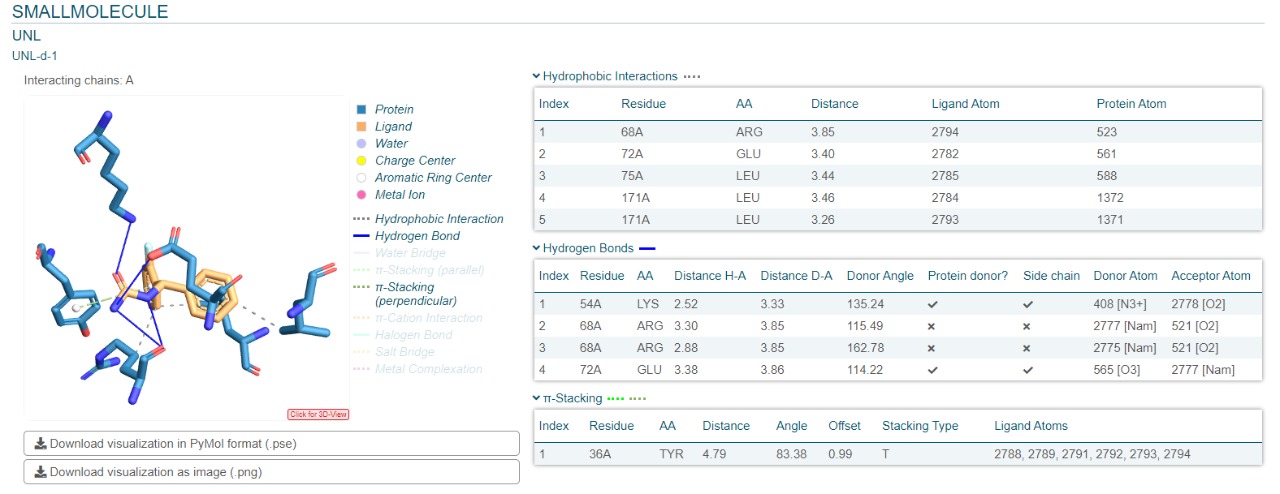 SMALLMOLECULE
UNL
UNL-d-1
Interacting chains: A
Protein
Ligand
Water
Charge Center
Aromatic Ring Center
Metal Ion
Hydrophobic Interaction
Hydrogen Bond
Water Bridge
π-Stacking (parallel)
π-Stacking
(perpendicular)
π-Cation Interaction
Halogen Bond
Salt Bridge
Metal Complexation
Click for 3D-View
Download visualization in PyMol format (.pse)
Download visualization as image (.png)
Hydrophobic Interactions
Index Residue AA Distance Ligand Atom Protein Atom
1 68A ARG 3.85 2794 523
2 72A GLU 3.40 2782 561
3 75A LEU 3.44 2785 588
4 171A LEU 3.46 2784 1372
5 171A LEU 3.26 2793 1371
Hydrogen Bonds
Index Residue AA Distance H-A Distance D-A Donor Angle Protein donor? Side chain Donor Atom Acceptor Atom
1 54A LYS 2.52 3.33 135.24 ✔ ✔ 408 [N3+] 2778 [O2]
2 68A ARG 3.30 3.85 115.49 ✖ ✖ 2777 [Nam] 521 [O2]
3 68A ARG 2.88 3.85 162.78 ✖ ✖ 2775 [Nam] 521 [O2]
4 72A GLU 3.38 3.86 114.22 ✔ ✔ 565 [O3] 2777 [Nam]
π-Stacking
Index Residue AA Distance Angle Offset Stacking Type Ligand Atoms
1 36A TYR 4.79 83.38 0.99 T 2788, 2789, 2791, 2792, 2793, 2794